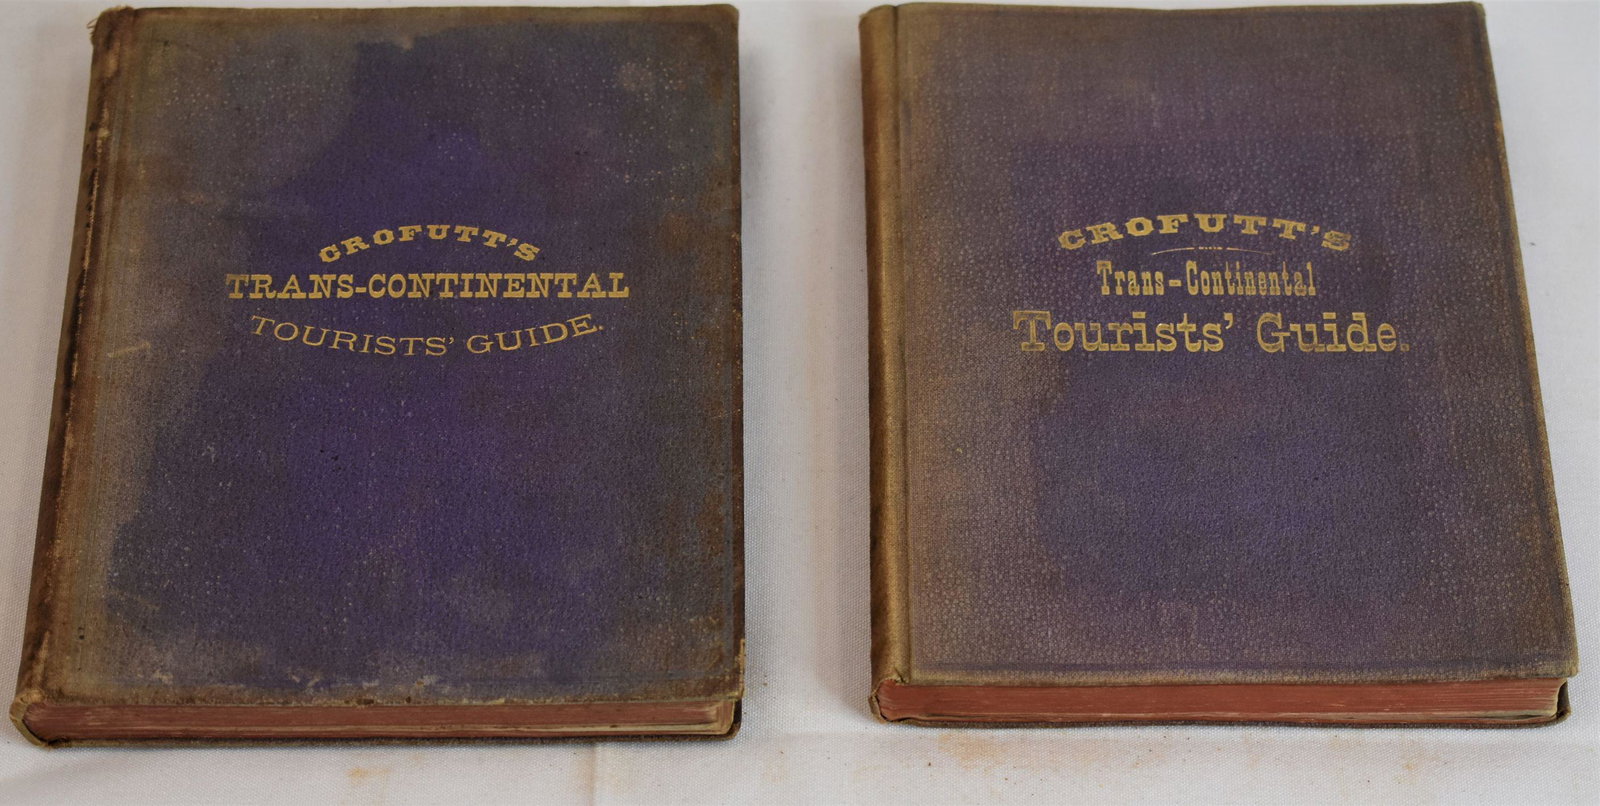 CROFUTT'S
TRANS-CONTINENTAL
TOURISTS' GUIDE.
CROFUTT'S
Trans-Continental
Tourists' Guide.